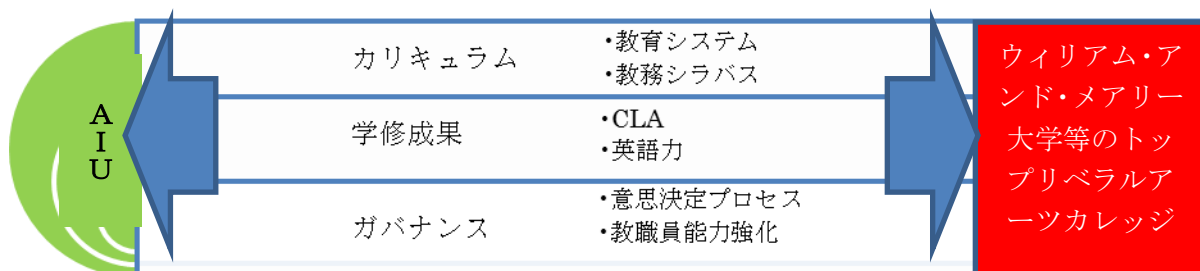 AIU
カリキュラム
・教育システム
・教務シラバス
学修成果
・CLA
・英語力
ガバナンス
・意思決定プロセス
・教職員能力強化
ウィリアム・ア
ンド・メアリー
大学等のトッ
プリベラルア
ーツカレッジ